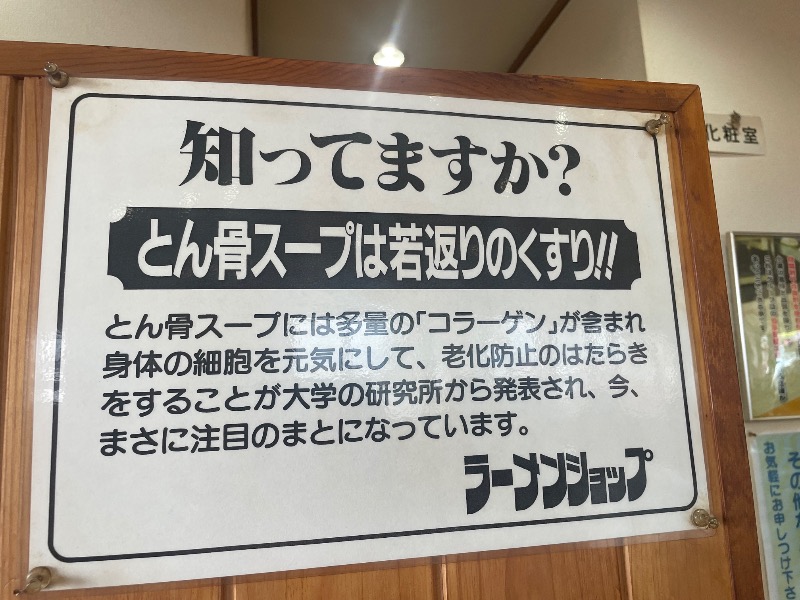 知ってますか?
とん骨スープは若返りのくすり!!
とん骨スープには多量の「コラーゲン」が含まれ
身体の細胞を元気にして、老化防止のはたらき
をすることが大学の研究所から発表され、今、
まさに注目のまとになっています。
ラーメンショップ
化粧室
その他
お気軽にお申しつけ下さ